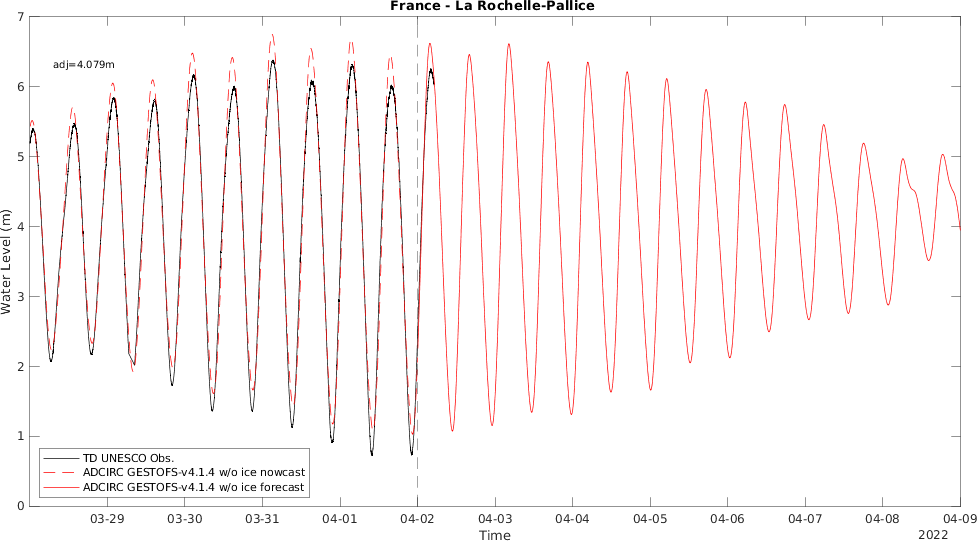 France - La Rochelle-Pallice
7
6
5
4
3
2
1
0
Water Level (m)
adj=4.079m
TD UNESCO Obs.
ADCIRC GESTOFS-v4.1.4 w/o ice nowcast
ADCIRC GESTOFS-v4.1.4 w/o ice forecast
03-29 03-30 03-31 04-01 04-02 04-03 04-04 04-05 04-06 04-07 04-08 04-09
Time
2022